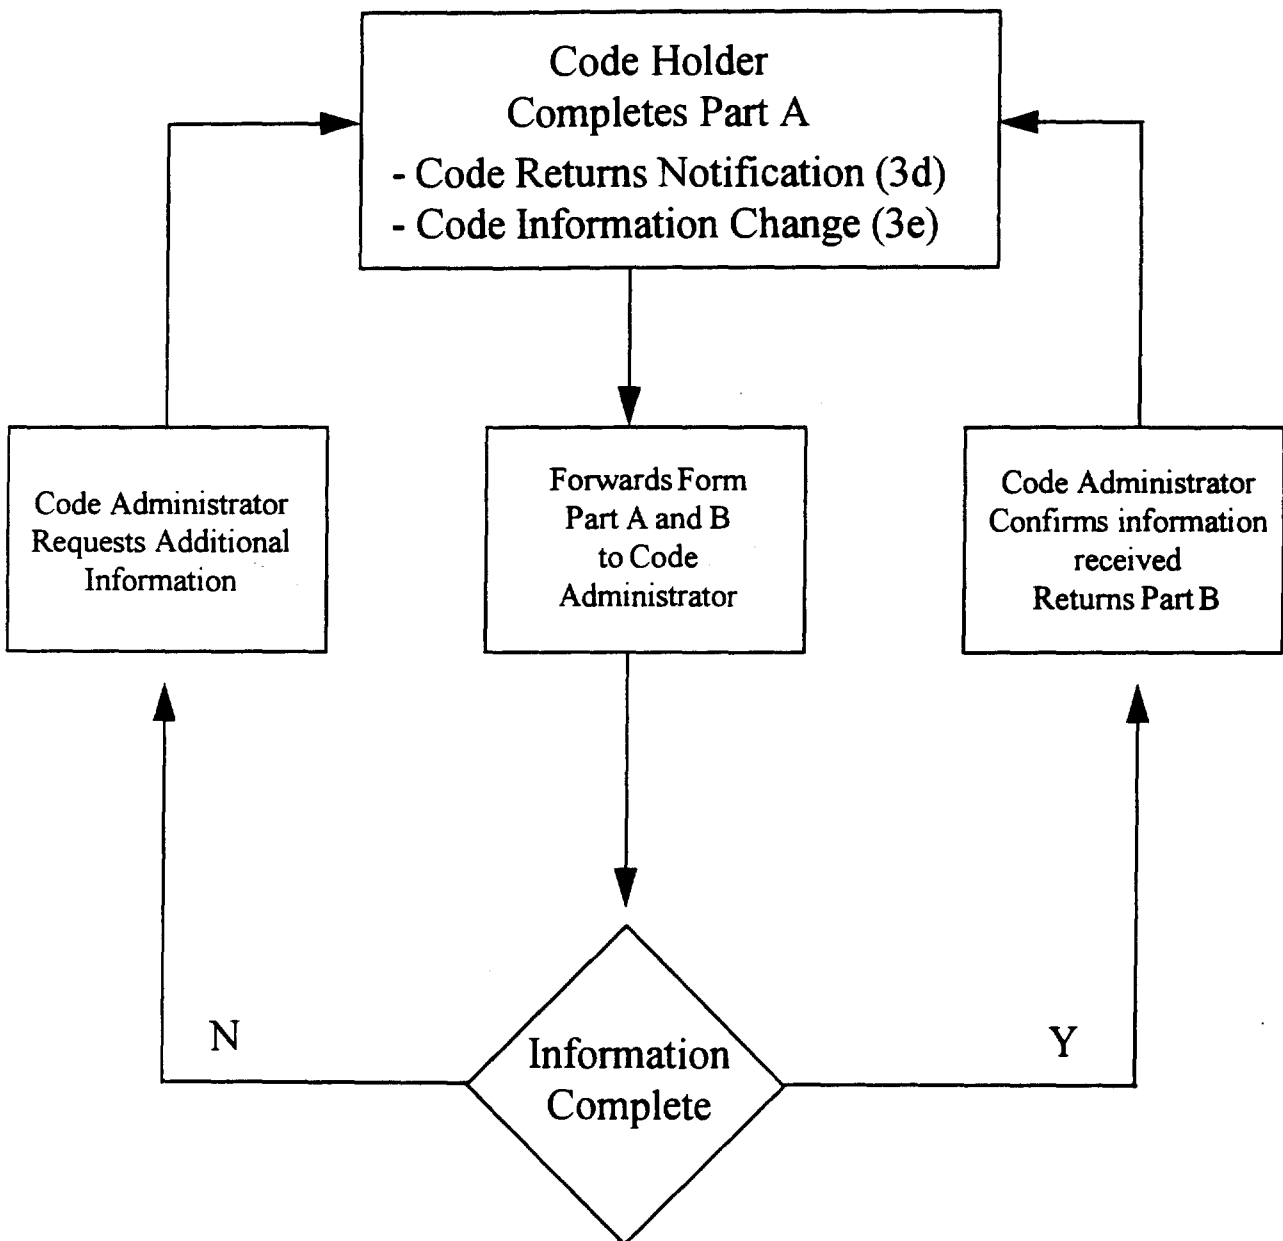 Code Holder
Completes Part A
- Code Returns Notification (3d)
- Code Information Change (3e)
Code Administrator
Requests Additional
Information
Forwards Form
Part A and B
to Code
Administrator
Code Administrator
Confirms information
received
Returns Part B
N
Y
Information
Complete